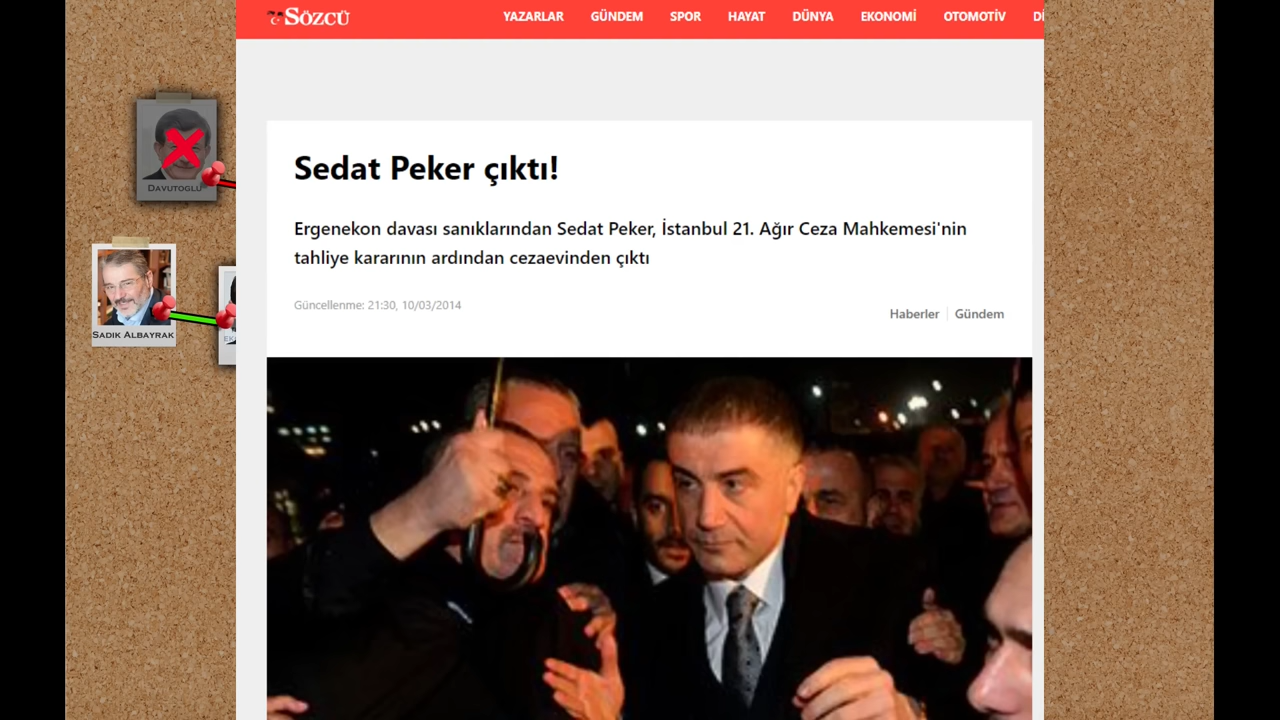 SÖZCÜ
YAZARLAR GÜNDEM SPOR HAYAT DÜNYA EKONOMİ OTOMOTİV
Sedat Peker çıktı!
Ergenekon davası sanıklarından Sedat Peker, İstanbul 21. Ağır Ceza Mahkemesi'nin
tahliye kararının ardından cezaevinden çıktı
Güncellenme: 21:30, 10/03/2014
Haberler Gündem
Davutoglu
Sadık Albayrak